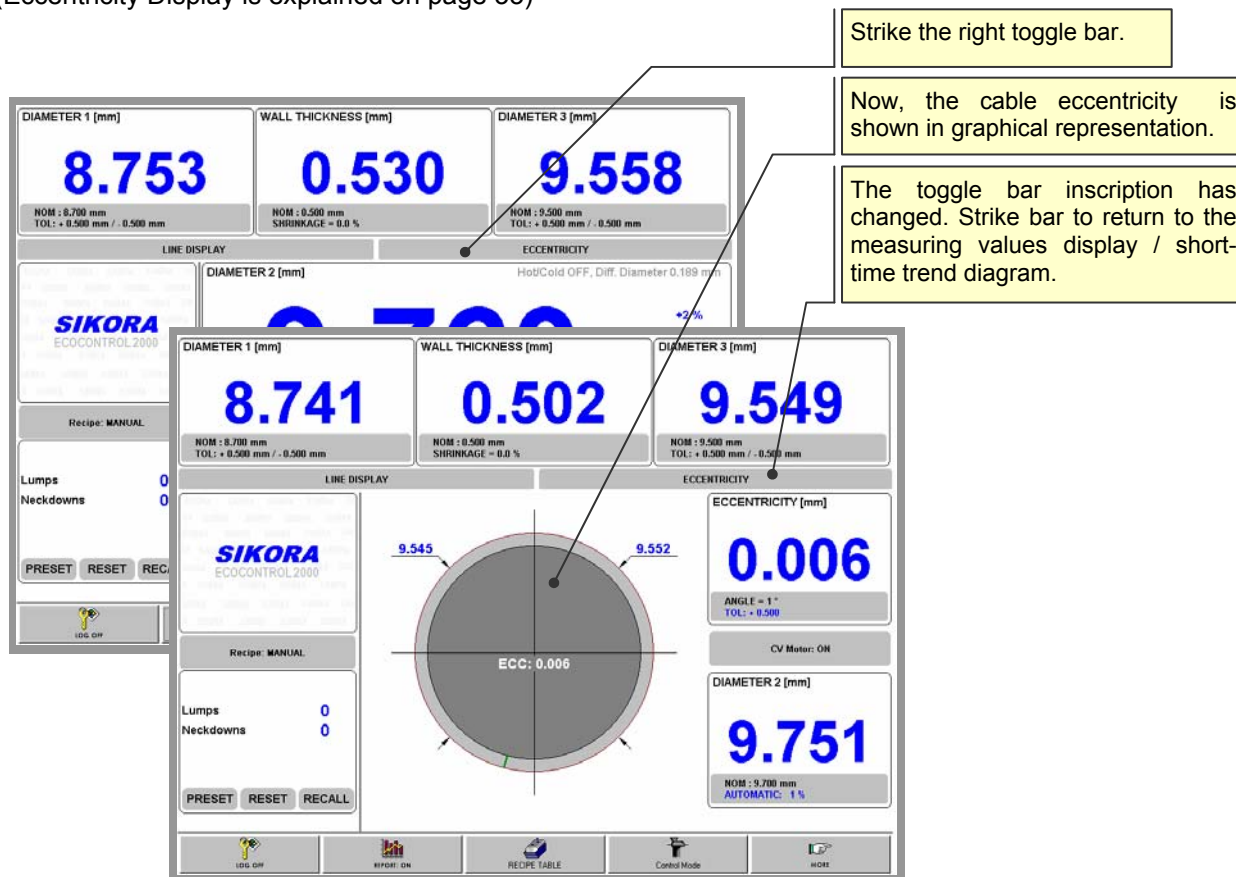 (Eccentricity Display is explained on page
Strike the right toggle bar.
Now, the cable eccentricity is
shown in graphical representation.
The toggle bar inscription has
changed. Strike bar to return to the
measuring values display / short-
time trend diagram.
DIAMETER 1 [mm]
8.753
NOM : 8.700 mm
TOL: + 0.500 mm / - 0.500 mm
WALL THICKNESS [mm]
0.530
NOM : 0.500 mm
SHRINKAGE = 0.0 %
DIAMETER 3 [mm]
9.558
NOM : 9.500 mm
TOL: + 0.500 mm / - 0.500 mm
LINE DISPLAY
ECCENTRICITY
SIKORA
ECOCONTROL 2000
DIAMETER 2 [mm]
Hot/Cold OFF, Diff. Diameter 0.189 mm
+2 %
Recipe: MANUAL
Lumps 0
Neckdowns 0
PRESET RESET
LOG OFF
DIAMETER 1 [mm]
8.741
NOM : 8.700 mm
TOL: + 0.500 mm / - 0.500 mm
WALL THICKNESS [mm]
0.502
NOM : 0.500 mm
SHRINKAGE = 0.0 %
DIAMETER 3 [mm]
9.549
NOM : 9.500 mm
TOL: + 0.500 mm / - 0.500 mm
LINE DISPLAY
ECCENTRICITY
SIKORA
ECOCONTROL 2000
Recipe: MANUAL
Lumps 0
Neckdowns 0
PRESET RESET RECALL
9.545
9.552
ECC: 0.006
ECCENTRICITY [mm]
0.006
ANGLE = 1 °
TOL: + 0.500
CV Motor: ON
DIAMETER 2 [mm]
9.751
NOM : 9.700 mm
AUTOMATIC: 1 %
LOG OFF
REPORT: ON
RECIPE TABLE
Control Mode
MORE